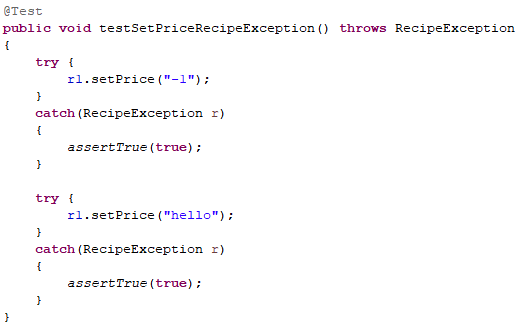 @Test
public void testSetPriceRecipeException() throws RecipeException
{
    try {
        r1.setPrice("-1");
    }
    catch(RecipeException r)
    {
        assertTrue(true);
    }

    try {
        r1.setPrice("hello");
    }
    catch(RecipeException r)
    {
        assertTrue(true);
    }
}